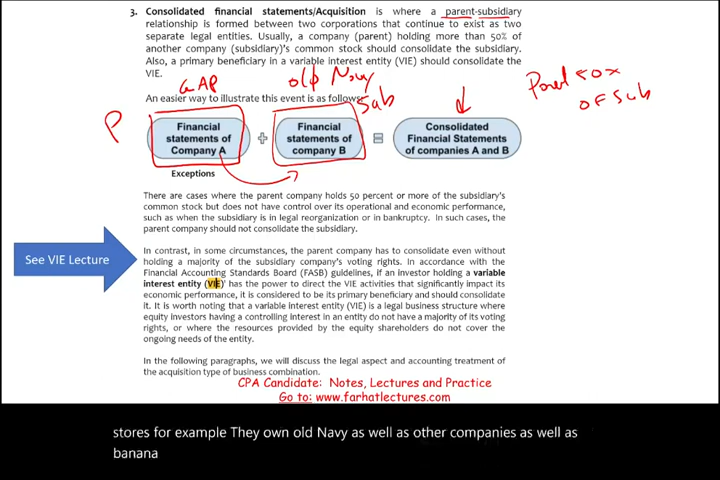 3. Consolidated financial statements/Acquisition is where a parent-subsidiary
relationship is formed between two corporations that continue to exist as two
separate legal entities. Usually, a company (parent) holding more than 50% of
another company (subsidiary)'s common stock should consolidate the subsidiary.
Also, a primary beneficiary in a variable interest entity (VIE) should consolidate the
VIE.
GAP
old Navy
An easier way to illustrate this event is as follows
Sub
of Sub
P
Financial
statements of
Company A
+
Financial
statements of
company B
=
Consolidated
Financial Statements
of companies A and B
Exceptions
There are cases where the parent company holds 50 percent or more of the subsidiary's
common stock but does not have control over its operational and economic performance,
such as when the subsidiary is in legal reorganization or in bankruptcy. In such cases, the
parent company should not consolidate the subsidiary.
See VIE Lecture
In contrast, in some circumstances, the parent company has to consolidate even without
holding a majority of the subsidiary company's voting rights. In accordance with the
Financial Accounting Standards Board (FASB) guidelines, if an investor holding a variable
interest entity (VIE)¹ has the power to direct the VIE activities that significantly impact its
economic performance, it is considered to be its primary beneficiary and should consolidate
it. It is worth noting that a variable interest entity (VIE) is a legal business structure where
equity investors having a controlling interest in an entity do not have a majority of its voting
rights, or where the resources provided by the equity shareholders do not cover the
ongoing needs of the entity.
In the following paragraphs, we will discuss the legal aspect and accounting treatment of
the acquisition type of business combination.
CPA Candidate: Notes, Lectures and Practice
Go to: www.farhatlectures.com
stores for example They own old Navy as well as other companies as well as
banana